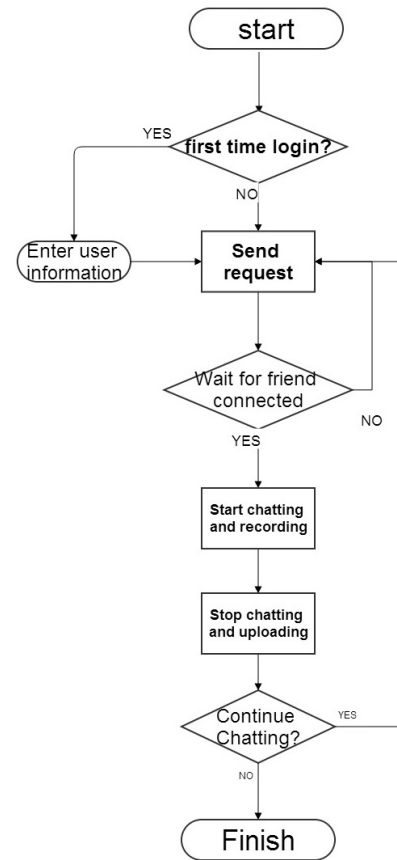 start
YES
first time login?
NO
Enter user
information
Send
request
Wait for friend
connected
NO
YES
Start chatting
and recording
Stop chatting
and uploading
Continue
Chatting?
YES
NO
Finish